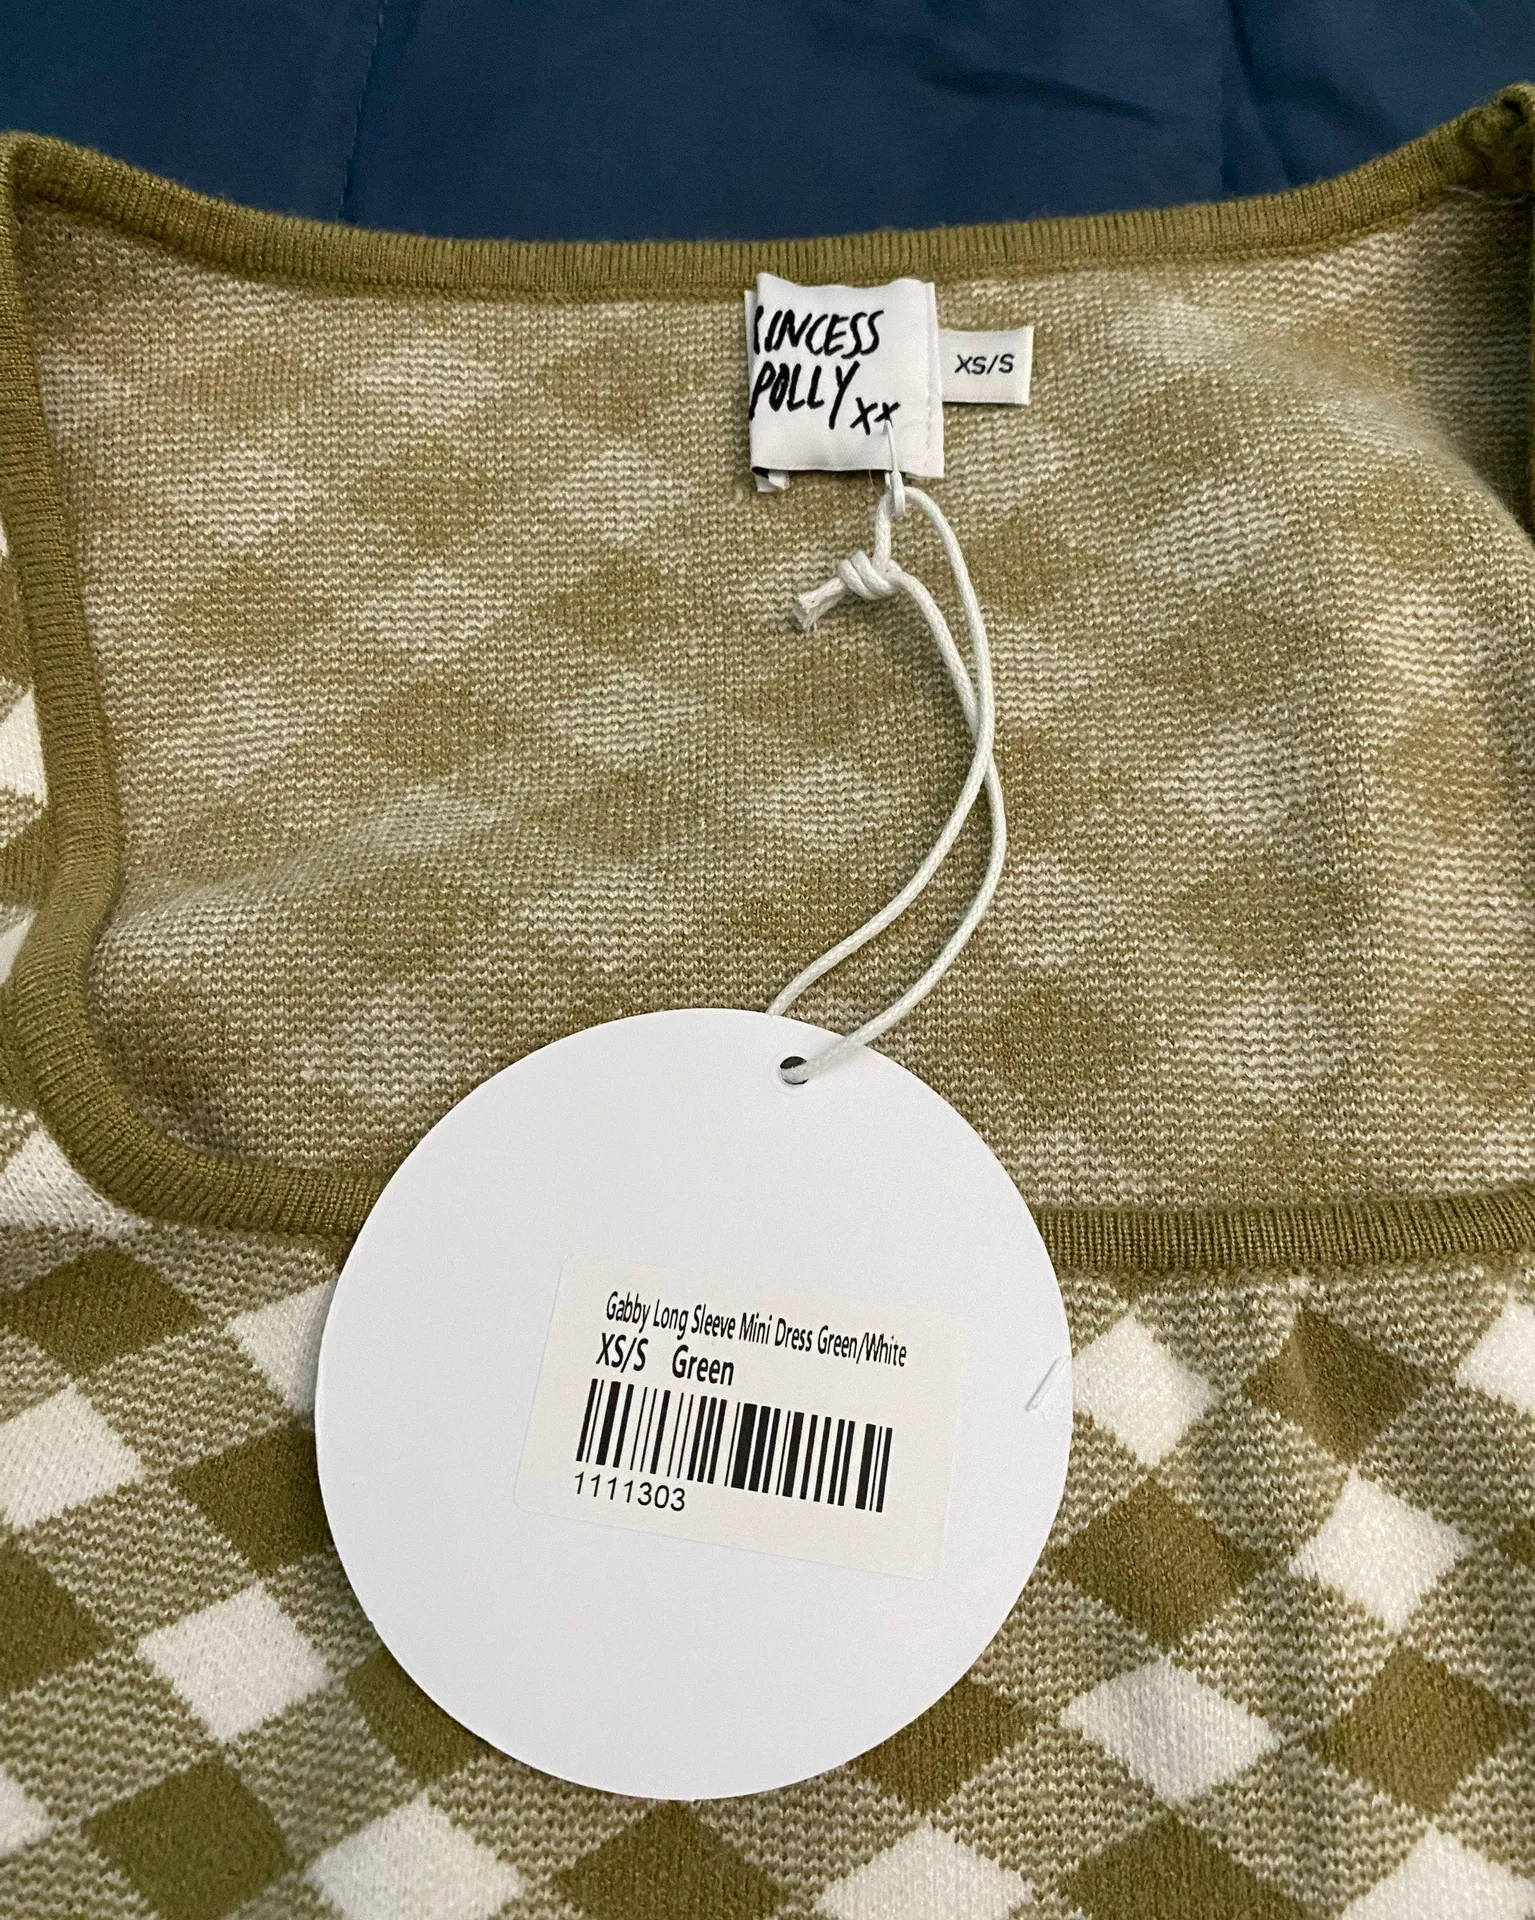 INCESS
POLLY xx
XS/S
Gabby Long Sleeve Mini Dress Green/White
XS/S Green
1111303